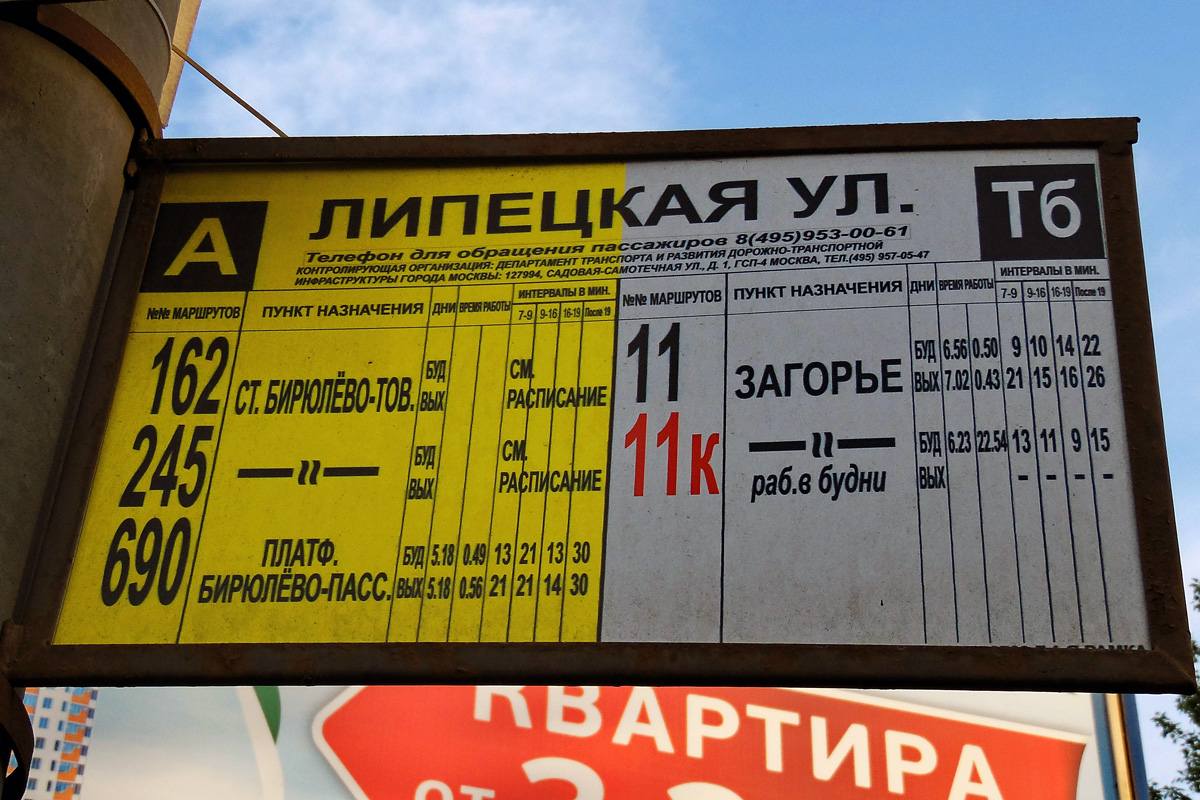 А
ЛИПЕЦКАЯ УЛ.
Тб
Телефон для обращения пассажиров 8(495)953-00-61
КОНТРОЛИРУЮЩАЯ ОРГАНИЗАЦИЯ: ДЕПАРТАМЕНТ ТРАНСПОРТА И РАЗВИТИЯ ДОРОЖНО-ТРАНСПОРТНОЙ
ИНФРАСТРУКТУРЫ ГОРОДА МОСКВЫ: 127994, САДОВАЯ-САМОТЕЧНАЯ УЛ., Д. 1, ГСП-4 МОСКВА, ТЕЛ.(495) 957-05-47
№№ МАРШРУТОВ ПУНКТ НАЗНАЧЕНИЯ ДНИ ВРЕМЯ РАБОТЫ ИНТЕРВАЛЫ В МИН.
7-9 9-16 16-19 После 19
162 СТ. БИРЮЛЁВО-ТОВ. БУД СМ.
ВЫХ РАСПИСАНИЕ
245 — " — БУД СМ.
ВЫХ РАСПИСАНИЕ
690 ПЛАТФ. БУД 5.18 0.49 13 21 13 30
БИРЮЛЁВО-ПАСС. ВЫХ 5.18 0.56 21 21 14 30
№№ МАРШРУТОВ ПУНКТ НАЗНАЧЕНИЯ ДНИ ВРЕМЯ РАБОТЫ ИНТЕРВАЛЫ В МИН.
7-9 9-16 16-19 После 19
11 ЗАГОРЬЕ БУД 6.56 0.50 9 10 14 22
ВЫХ 7.02 0.43 21 15 16 26
11к — " — БУД 6.23 22.54 13 11 9 15
раб.в будни ВЫХ - - - -
РАМКА
КВАРТИРА
ОТ